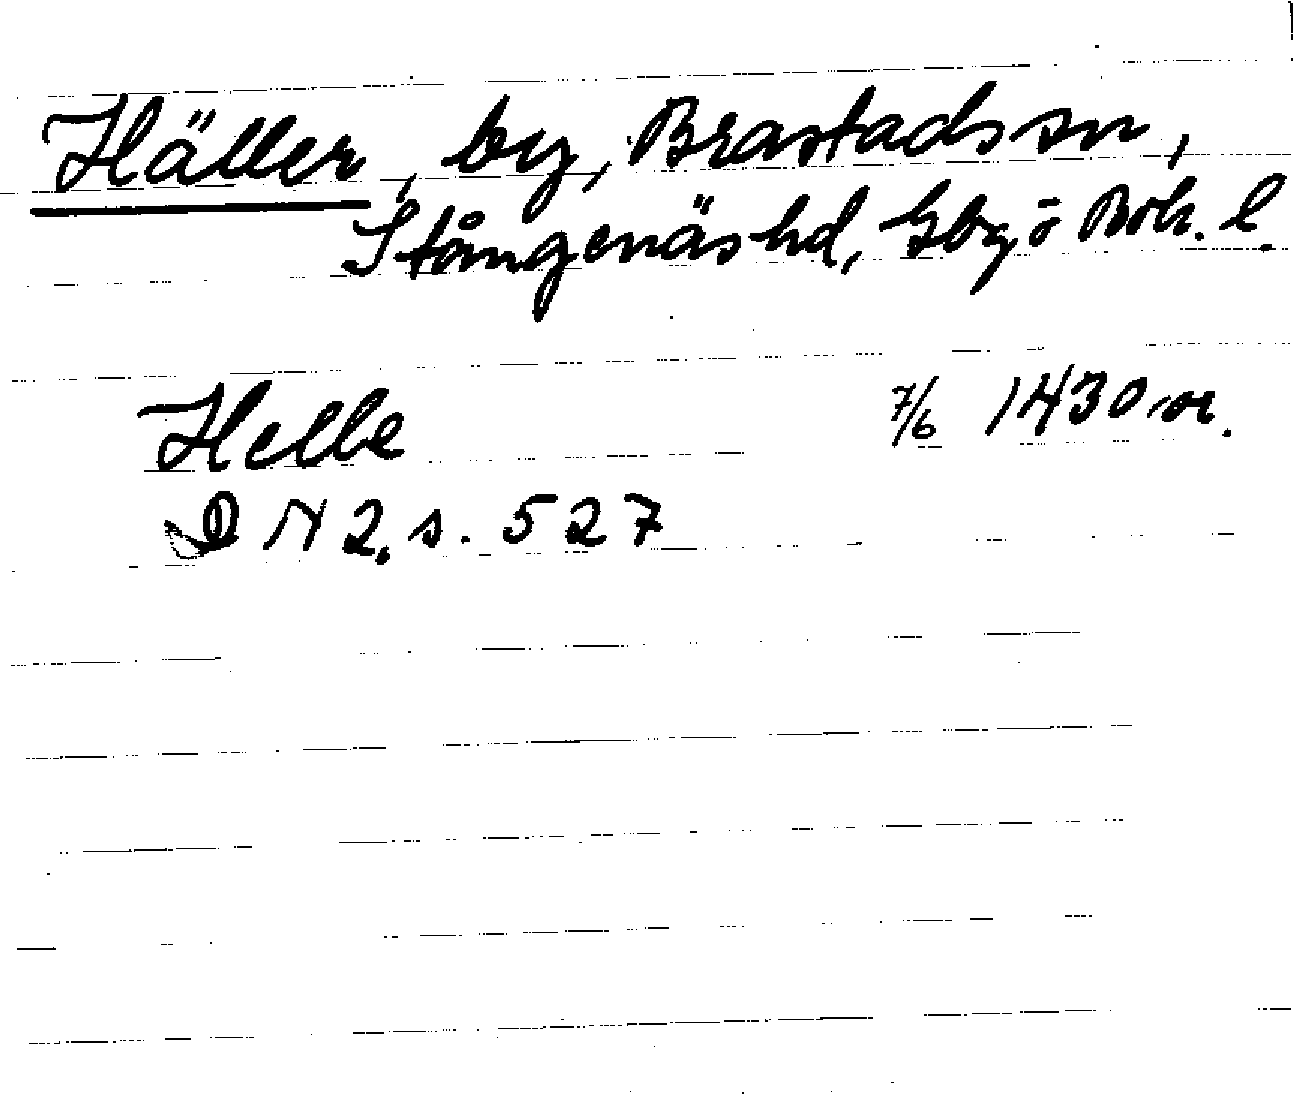 Häller, by, Brastads sn,
Stångenäs hd, Gbg o Boh. l.
Helle 7/6 1430 or.
DN 2, s. 527